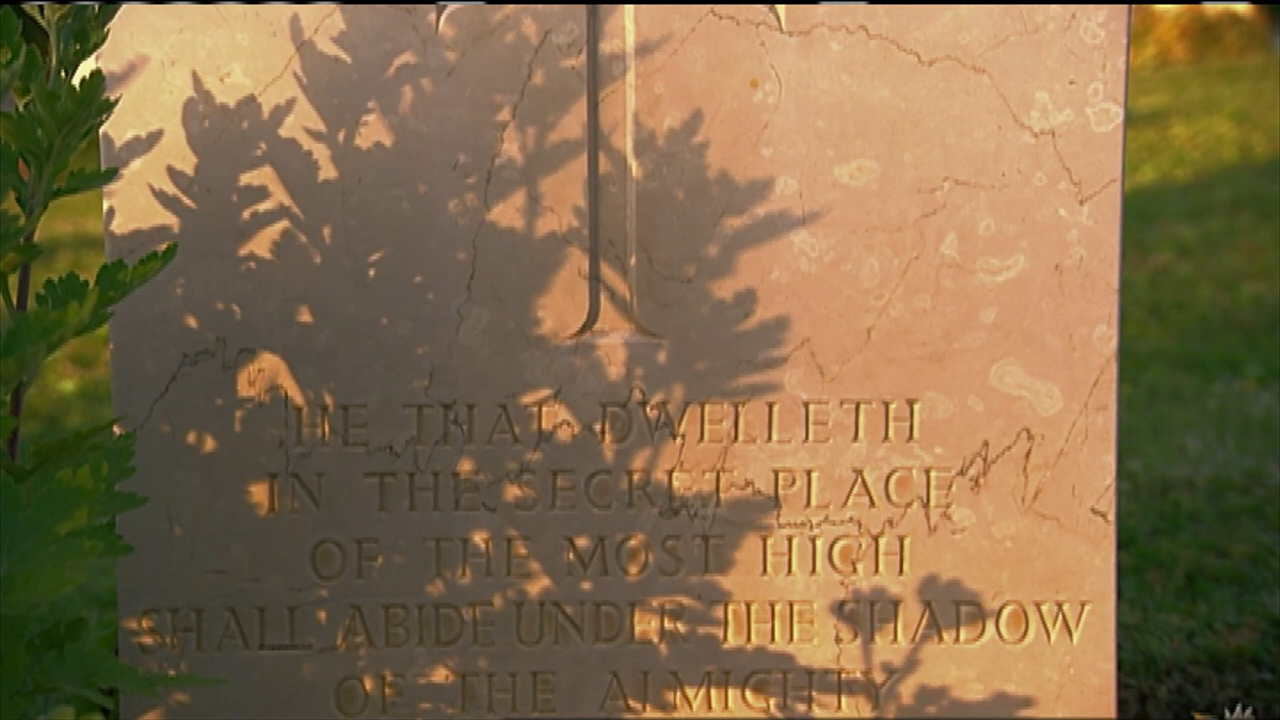 HE THAT DWELLETH
IN THE SECRET PLACE
OF THE MOST HIGH
SHALL ABIDE UNDER THE SHADOW
OF THE ALMIGHTY